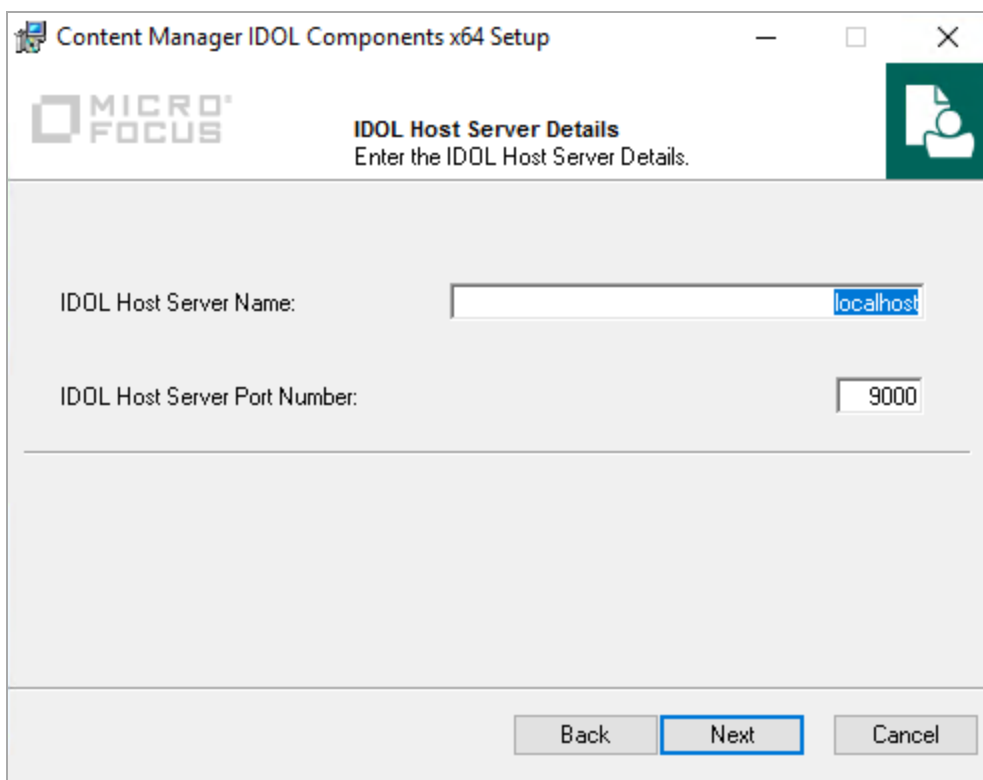 Content Manager IDOL Components x64 Setup
MICRO
FOCUS
IDOL Host Server Details
Enter the IDOL Host Server Details.
IDOL Host Server Name:
localhost
IDOL Host Server Port Number:
9000
Back
Next
Cancel